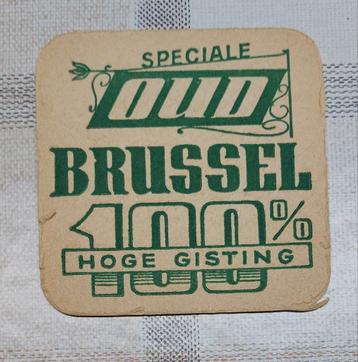 SPECIALE
OUD
BRUSSEL
100%
HOGE GISTING